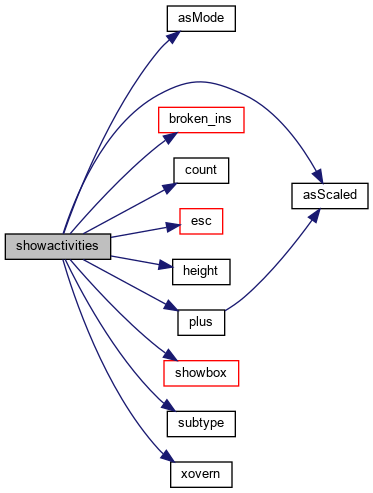 asMode
broken_ins
count
asScaled
esc
showactivities
height
plus
showbox
subtype
xovern